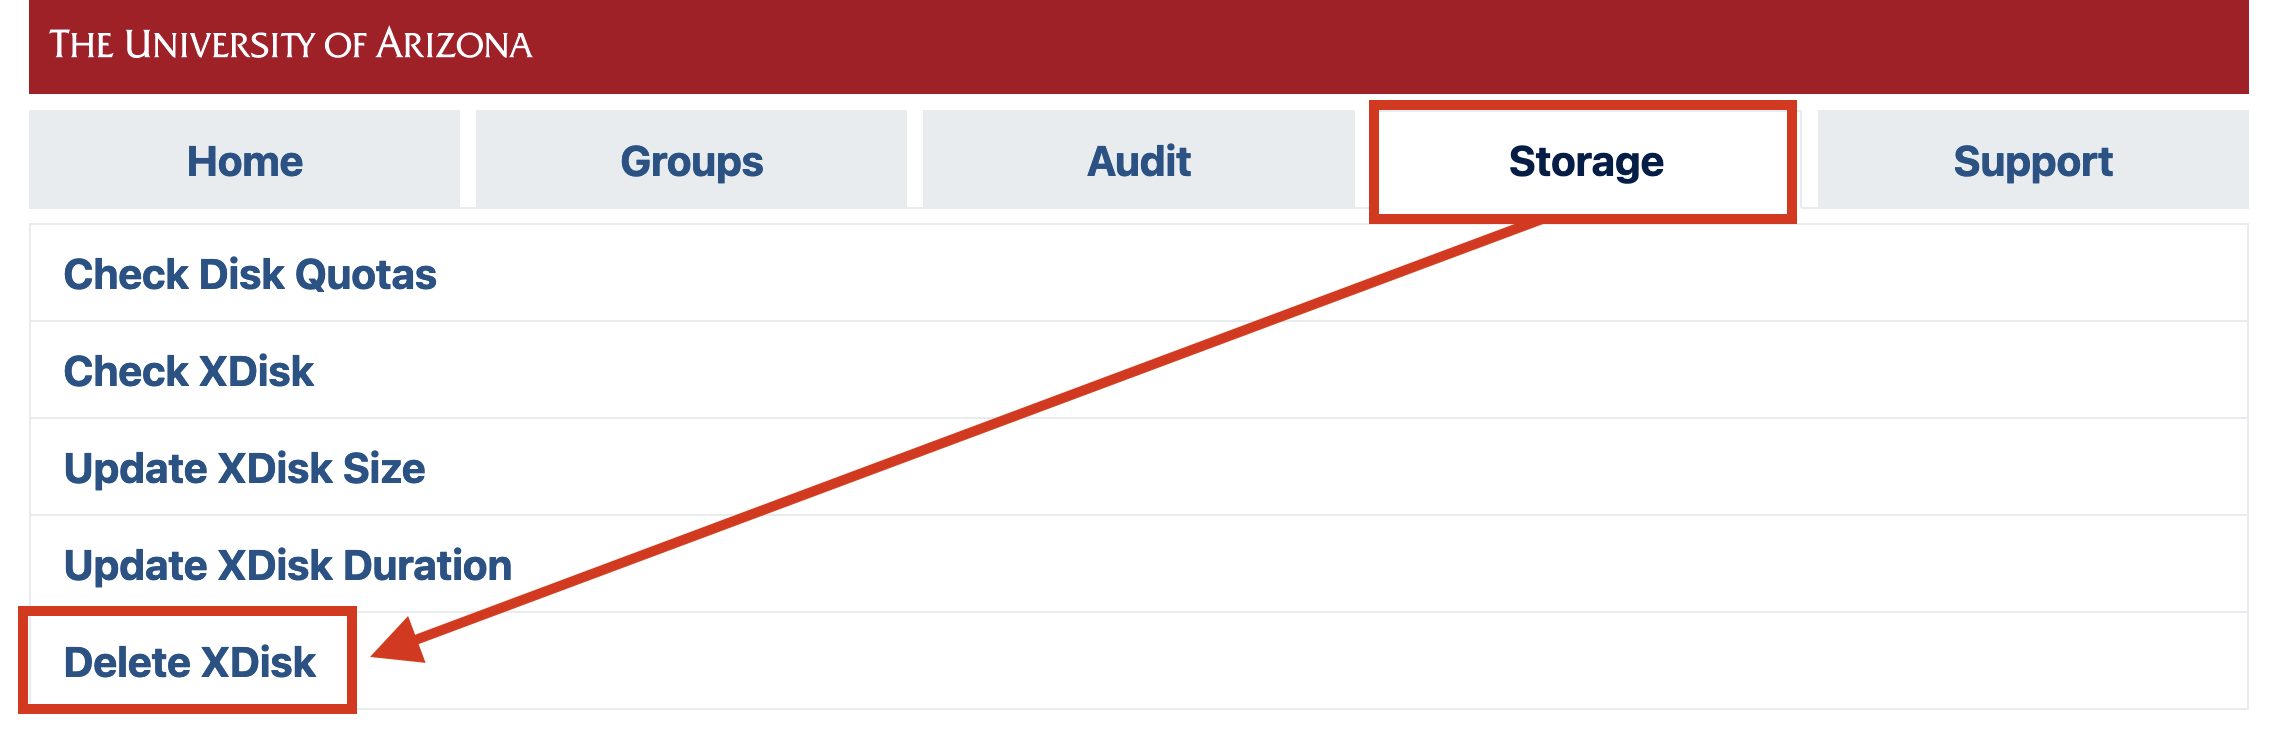 THE UNIVERSITY OF ARIZONA
Home Groups Audit Storage Support
Check Disk Quotas
Check XDisk
Update XDisk Size
Update XDisk Duration
Delete XDisk